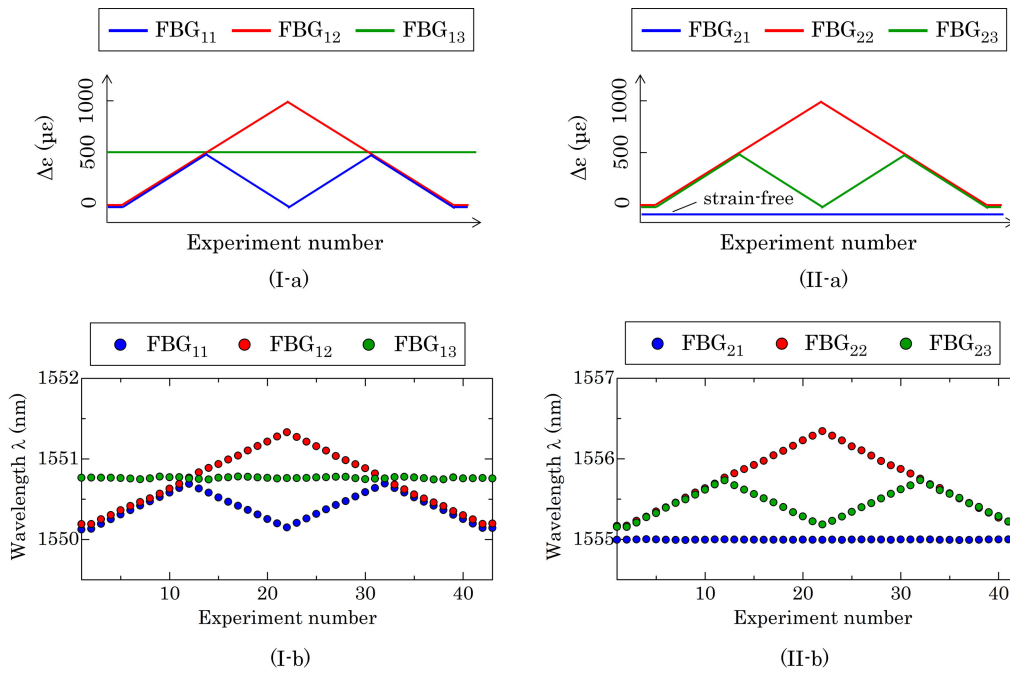 FBG₁₁ FBG₁₂ FBG₁₃
Δε (με)
1000
500
0
Experiment number
(I-a)
FBG₂₁ FBG₂₂ FBG₂₃
Δε (με)
1000
500
0
strain-free
Experiment number
(II-a)
FBG₁₁ FBG₁₂ FBG₁₃
Wavelength λ (nm)
1552
1551
1550
10 20 30 40
Experiment number
(I-b)
FBG₂₁ FBG₂₂ FBG₂₃
Wavelength λ (nm)
1557
1556
1555
10 20 30 40
Experiment number
(II-b)